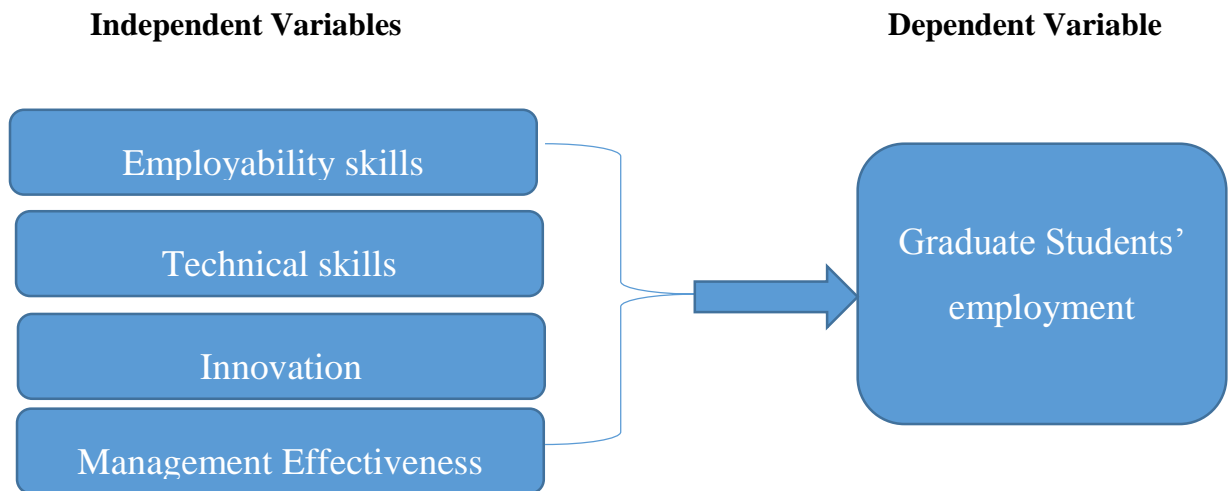 Independent Variables
Dependent Variable
Employability skills
Technical skills
Innovation
Management Effectiveness
Graduate Students’
employment